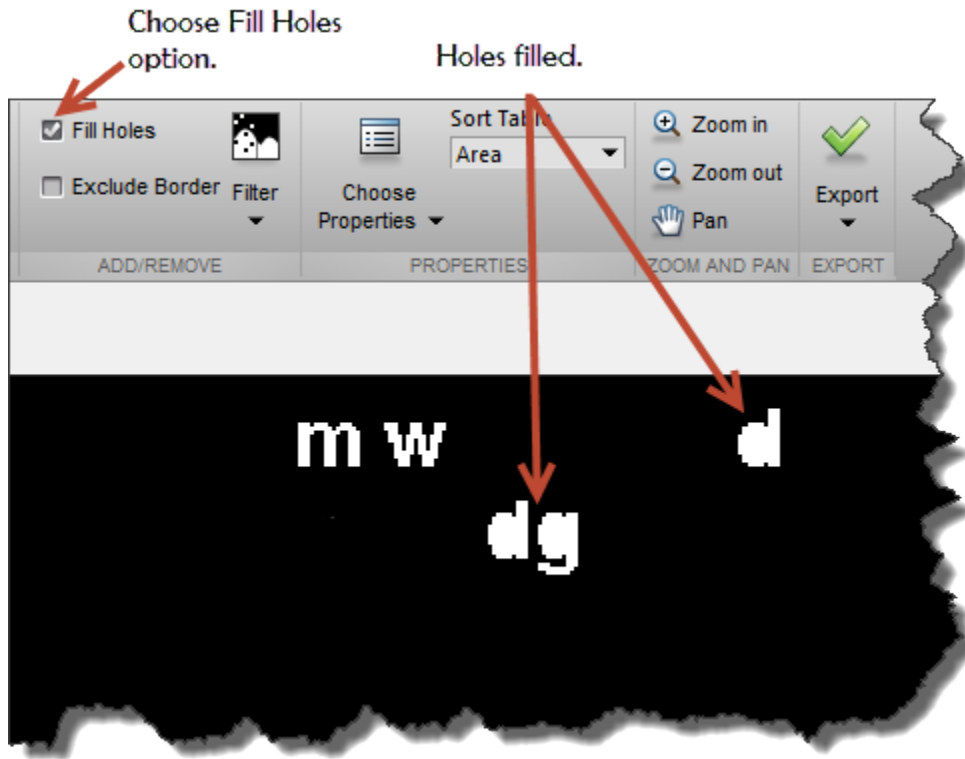 Choose Fill Holes
option.
Holes filled.
Fill Holes
Exclude Border
Filter
Choose
Properties
Sort Table
Area
Zoom in
Zoom out
Pan
Export
ADD/REMOVE
PROPERTIES
ZOOM AND PAN
EXPORT
m w d
dg